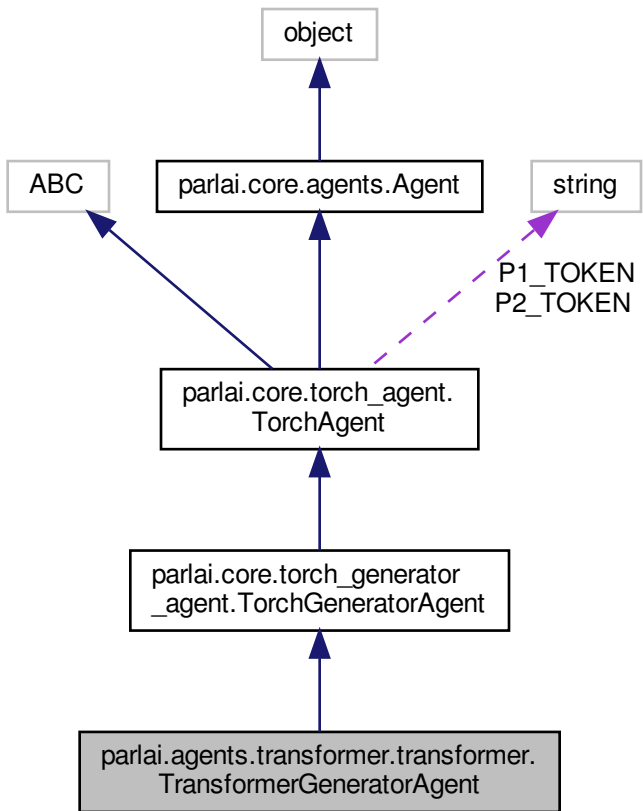 object
ABC
parlai.core.agents.Agent
string
P1_TOKEN
P2_TOKEN
parlai.core.torch_agent.
TorchAgent
parlai.core.torch_generator
_agent.TorchGeneratorAgent
parlai.agents.transformer.transformer.
TransformerGeneratorAgent